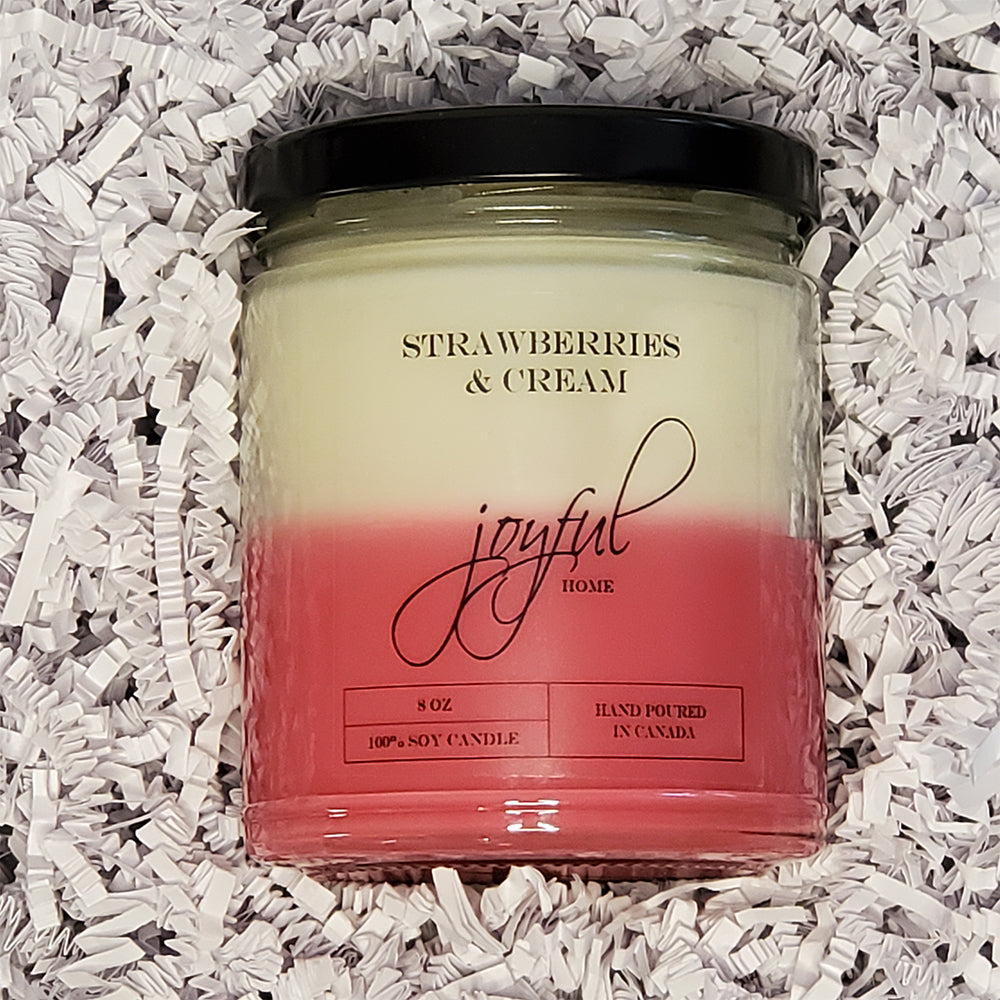 STRAWBERRIES
& CREAM
joyful
HOME
8 OZ
100% SOY CANDLE
HAND POURED
IN CANADA